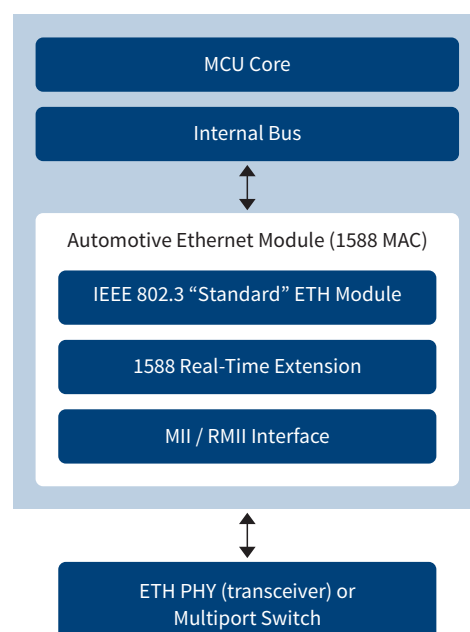 MCU Core
Internal Bus
Automotive Ethernet Module (1588 MAC)
IEEE 802.3 “Standard” ETH Module
1588 Real-Time Extension
MII / RMII Interface
ETH PHY (transceiver) or
Multiport Switch